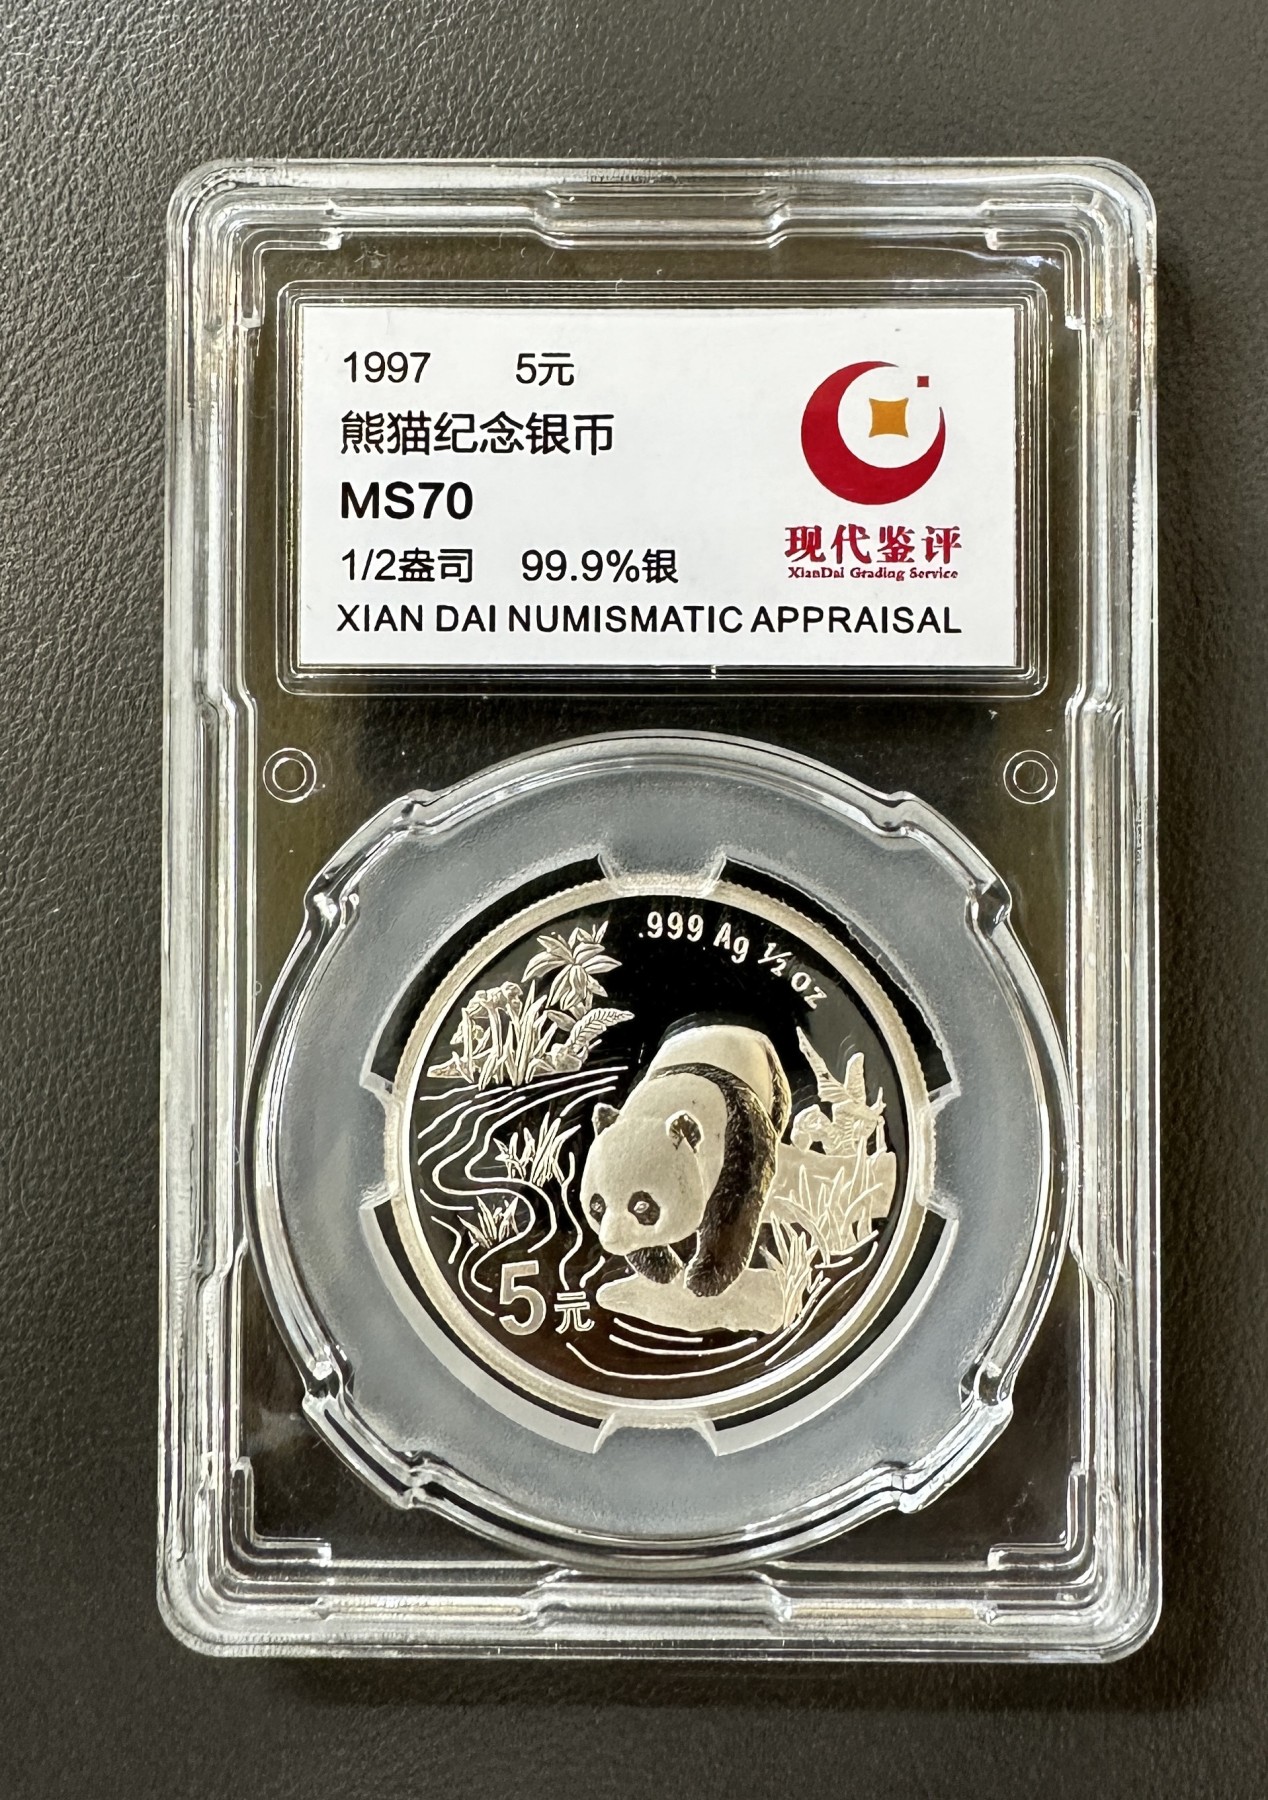 1997 5元
熊猫纪念银币
MS70
1/2盎司 99.9%银
XIAN DAI NUMISMATIC APPRAISAL
现代鉴评
XianDai Grading Service
.999 Ag 1/2 oz
5元